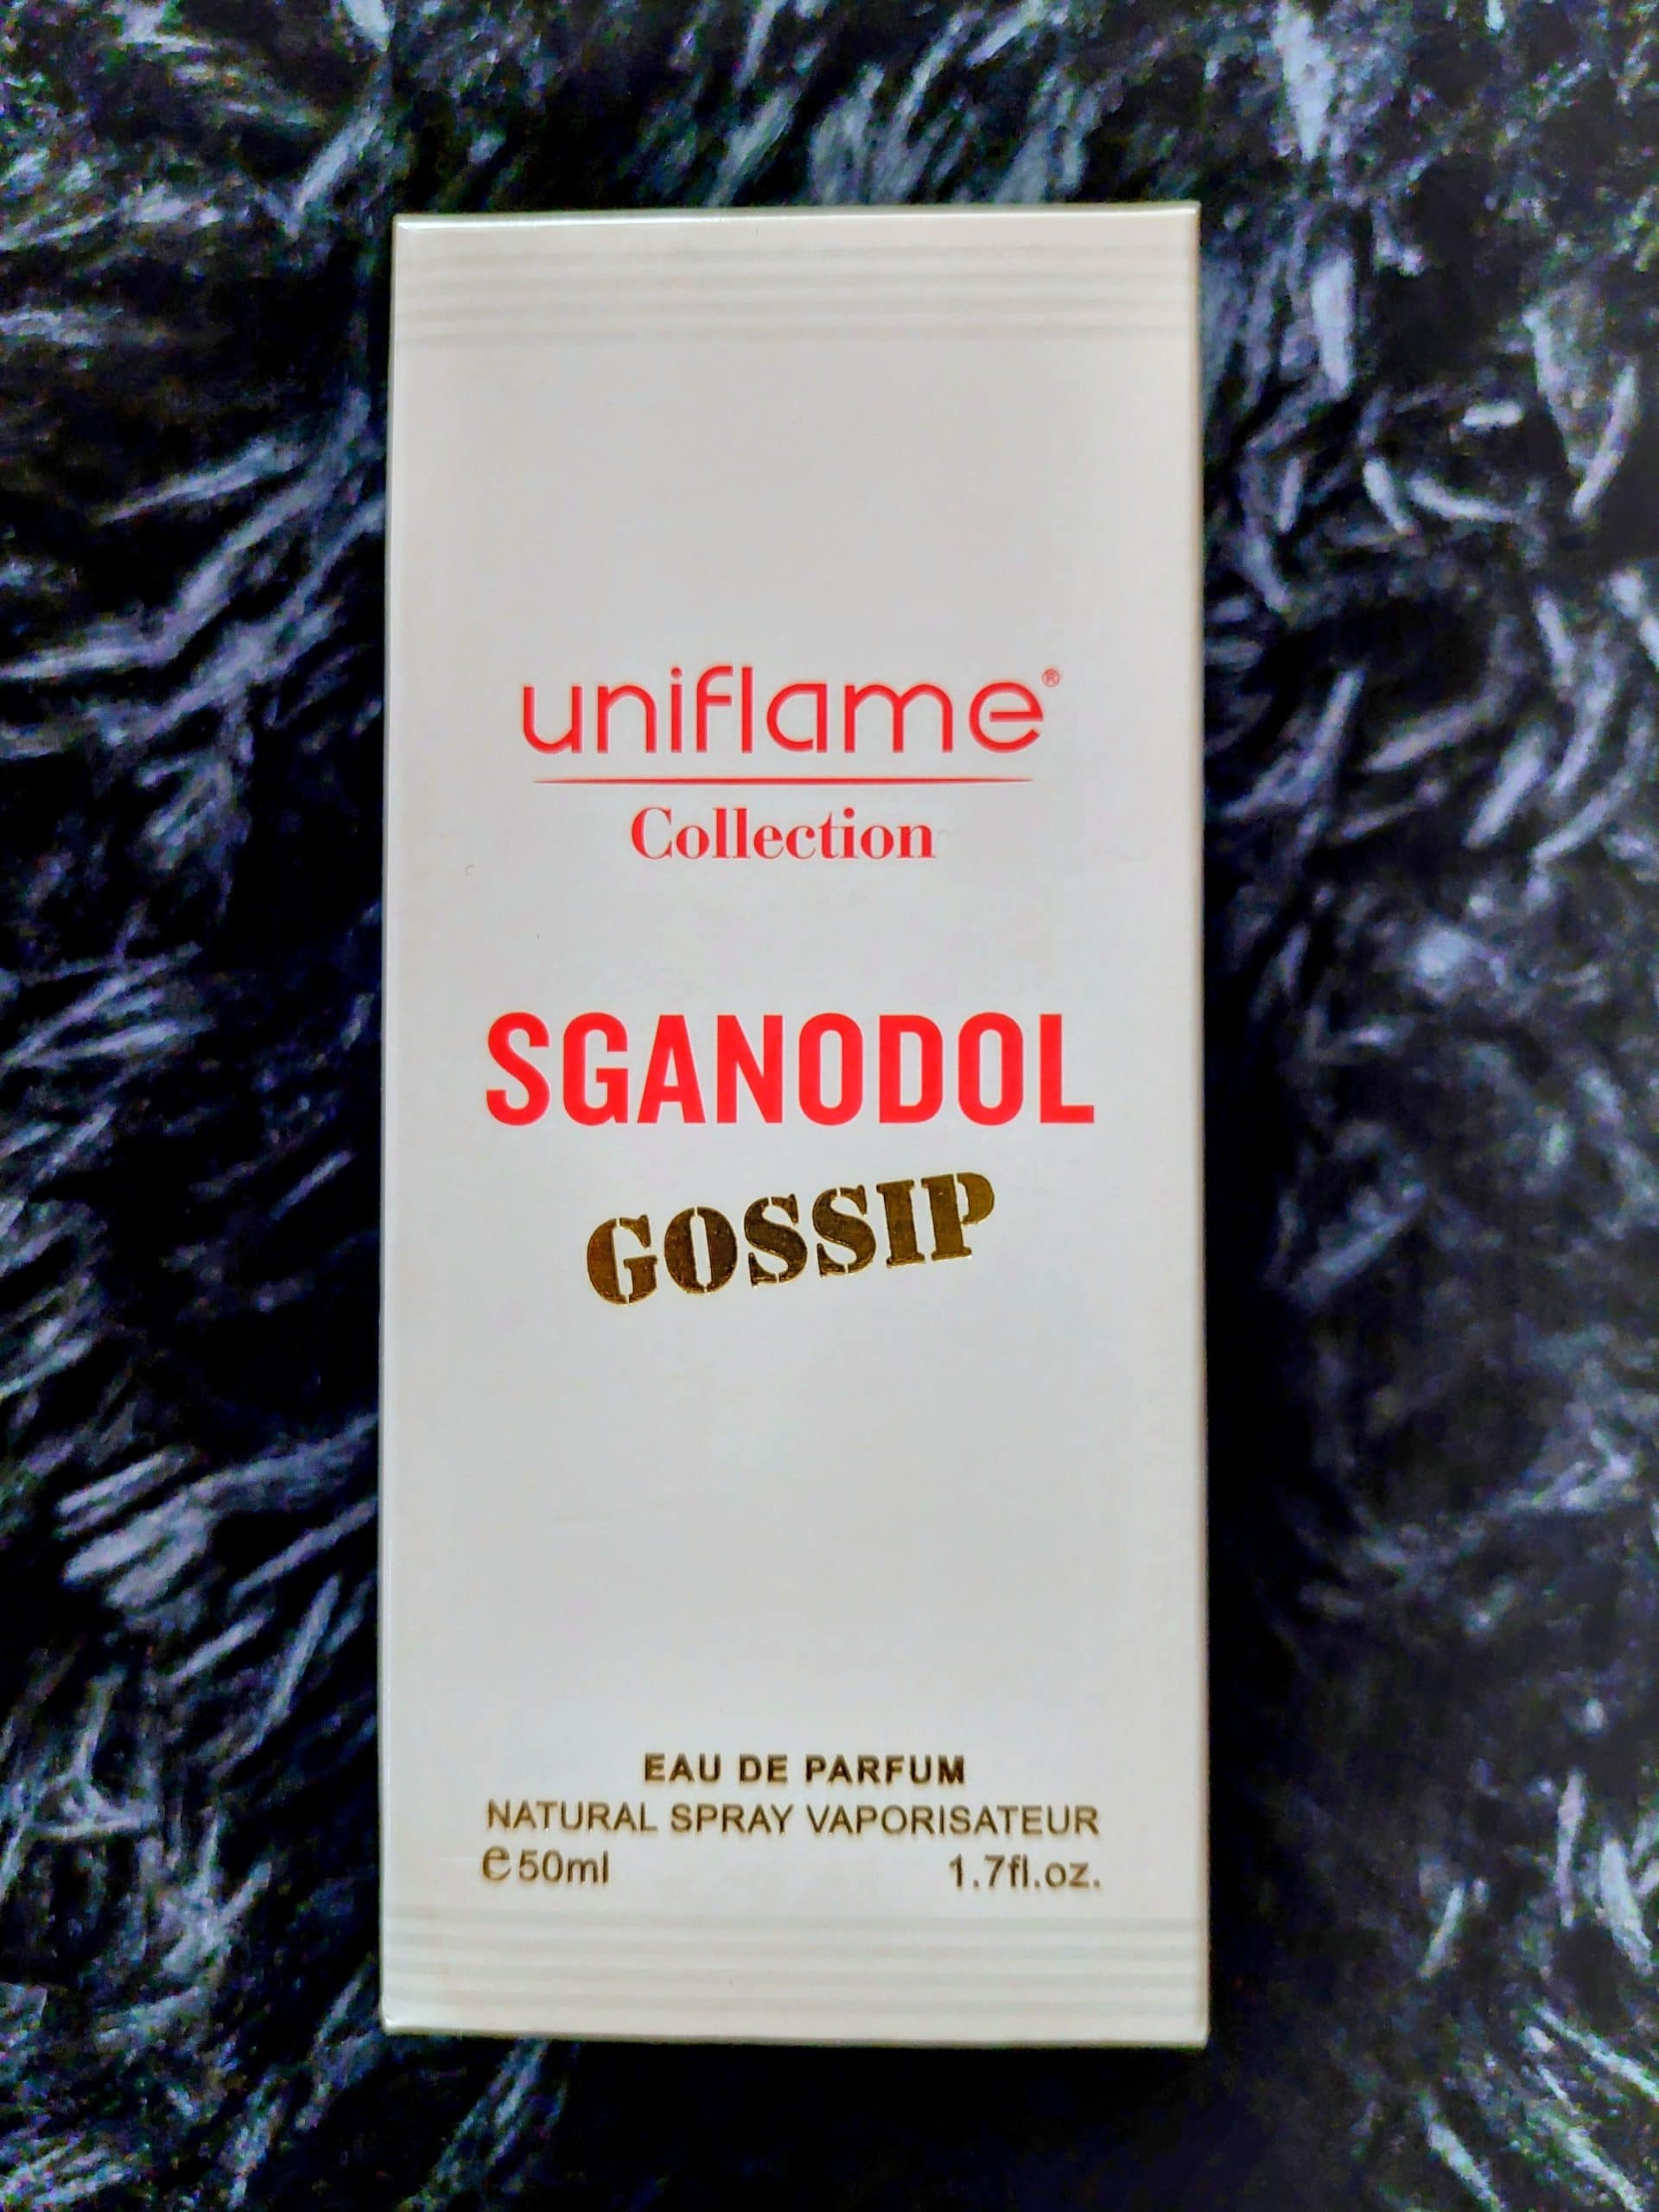 uniflame®
Collection
SGANODOL
GOSSIP
EAU DE PARFUM
NATURAL SPRAY VAPORISATEUR
℮50ml 1.7fl.oz.